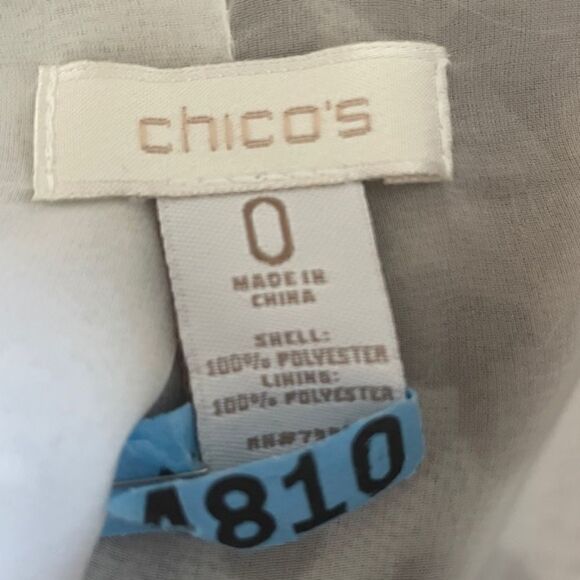 chico's
0
MADE IN
CHINA
SHELL:
100% POLYESTER
LINING:
100% POLYESTER
810